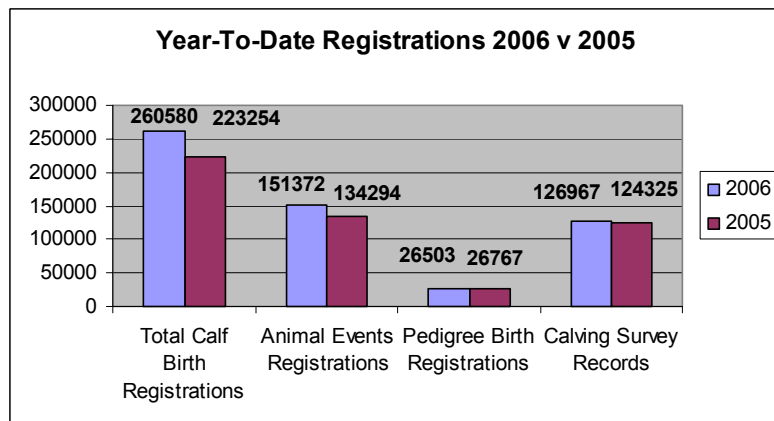 Year-To-Date Registrations 2006 v 2005
300000
250000
200000
150000
100000
50000
0
260580 223254
151372 134294
26503 26767
126967 124325
Total Calf
Birth
Registrations
Animal Events
Registrations
Pedigree Birth
Registrations
Calving Survey
Records
2006
2005